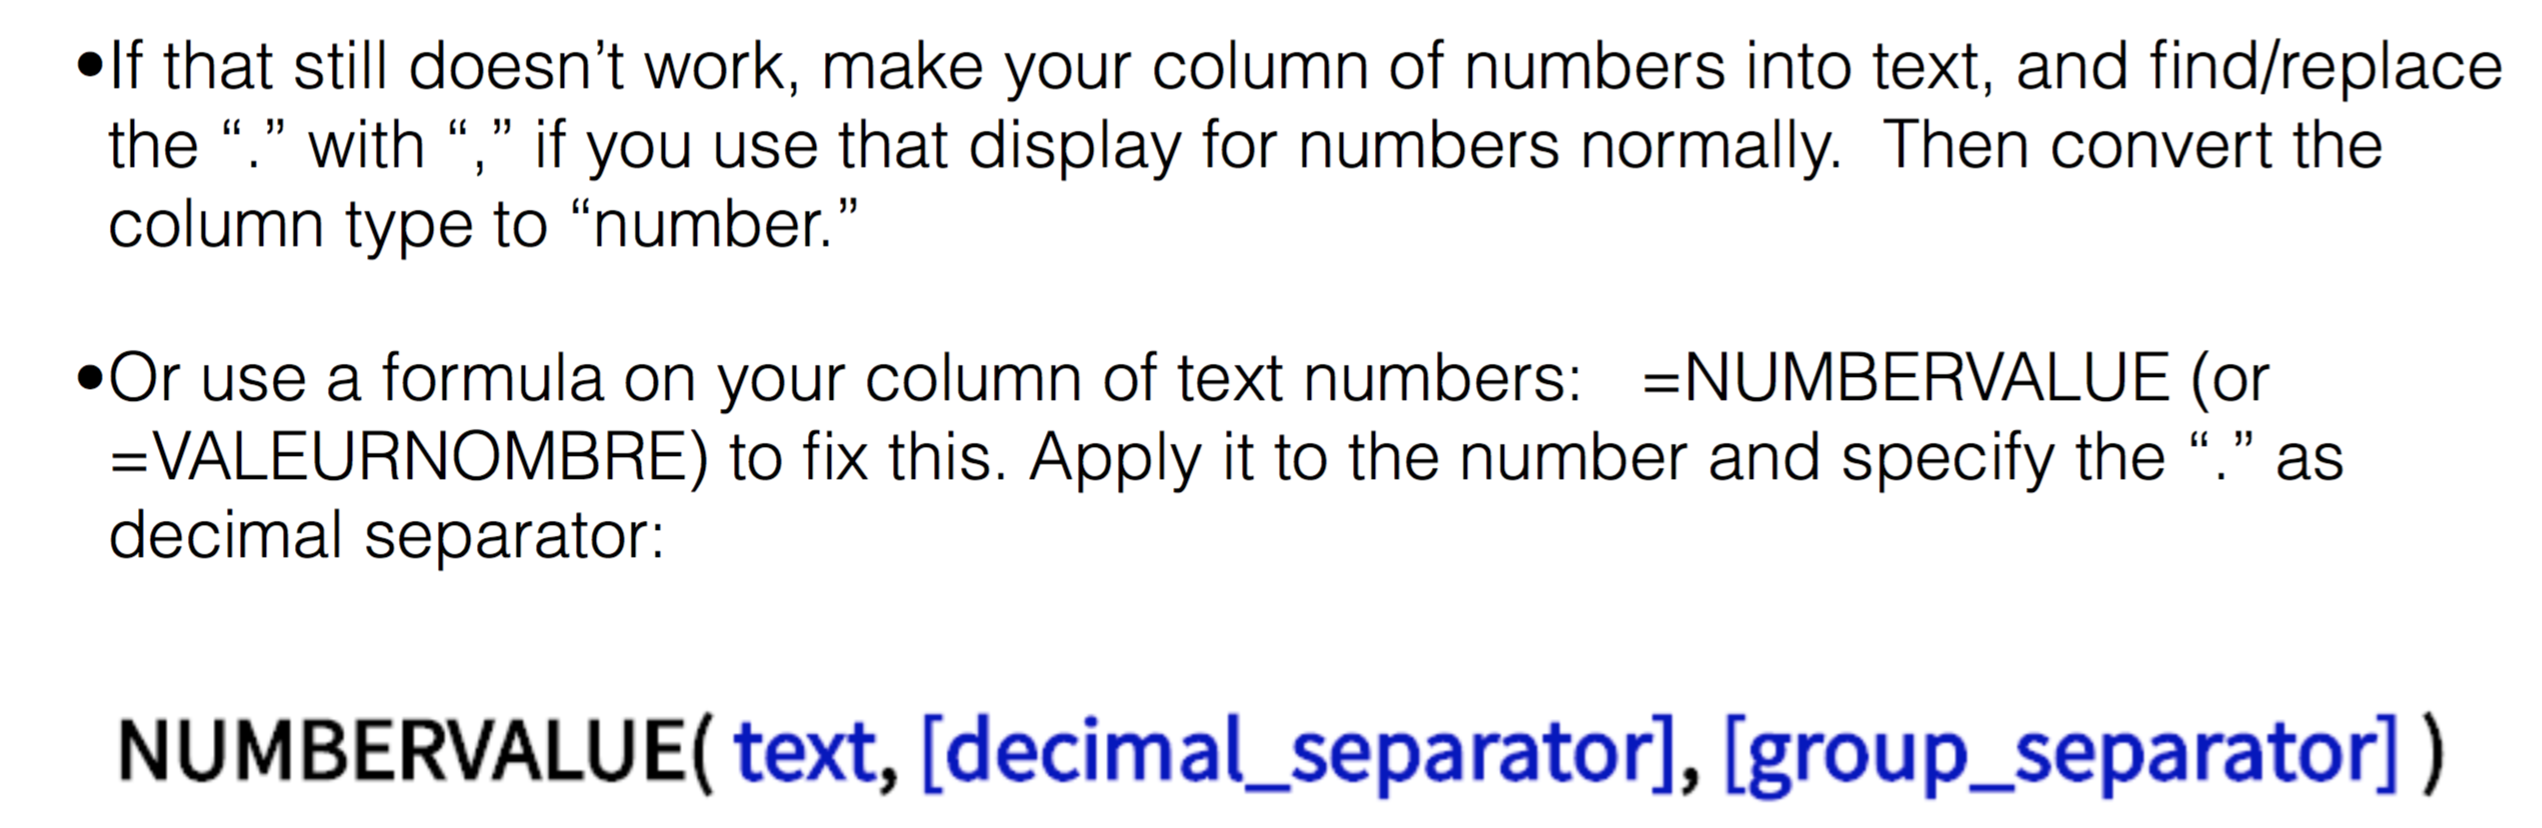 •If that still doesn’t work, make your column of numbers into text, and find/replace
the “.” with “,” if you use that display for numbers normally.  Then convert the
column type to “number.”
•Or use a formula on your column of text numbers:   =NUMBERVALUE (or
=VALEURNOMBRE) to fix this. Apply it to the number and specify the “.” as
decimal separator:
NUMBERVALUE( text, [decimal_separator], [group_separator] )